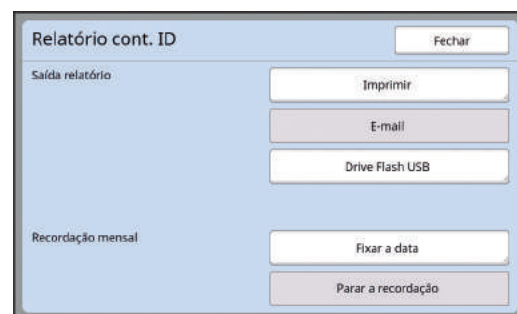 Relatório cont. ID
Fechar
Saída relatório
Imprimir
E-mail
Drive Flash USB
Recordação mensal
Fixar a data
Parar a recordação